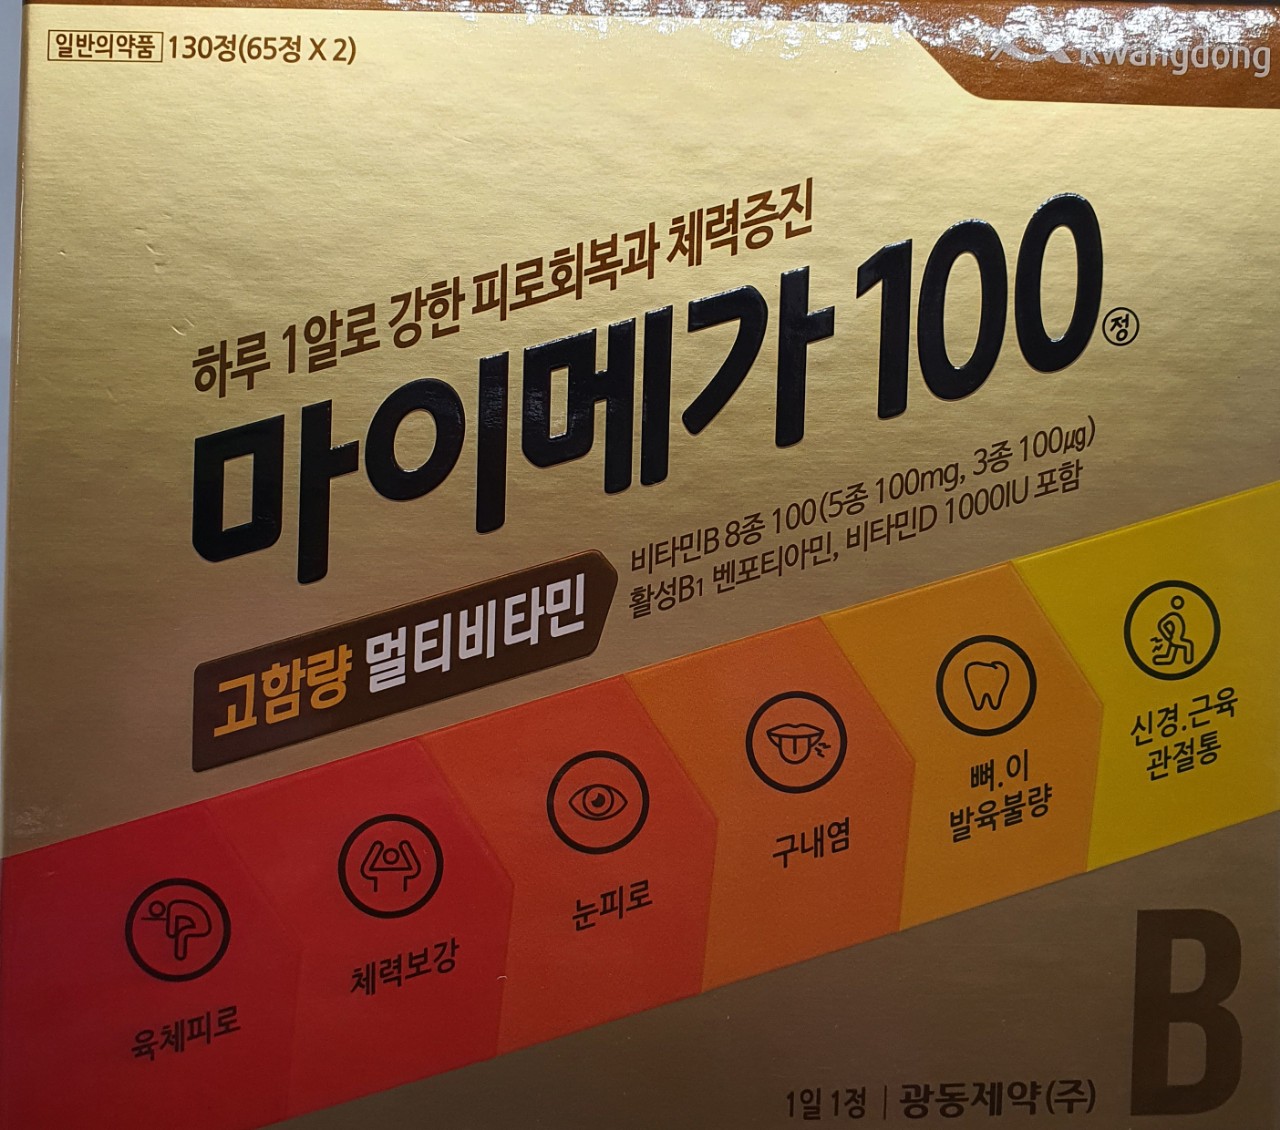 일반의약품 130정(65정 X 2)
kwangdong
하루 1알로 강한 피로회복과 체력증진
마이메가 100 정
비타민B 8종 100(5종 100mg, 3종 100㎍)
활성B1 벤포티아민, 비타민D 1000IU 포함
고함량 멀티비타민
육체피로
체력보강
눈피로
구내염
뼈.이
발육불량
신경.근육
관절통
B
1일 1정 | 광동제약(주)